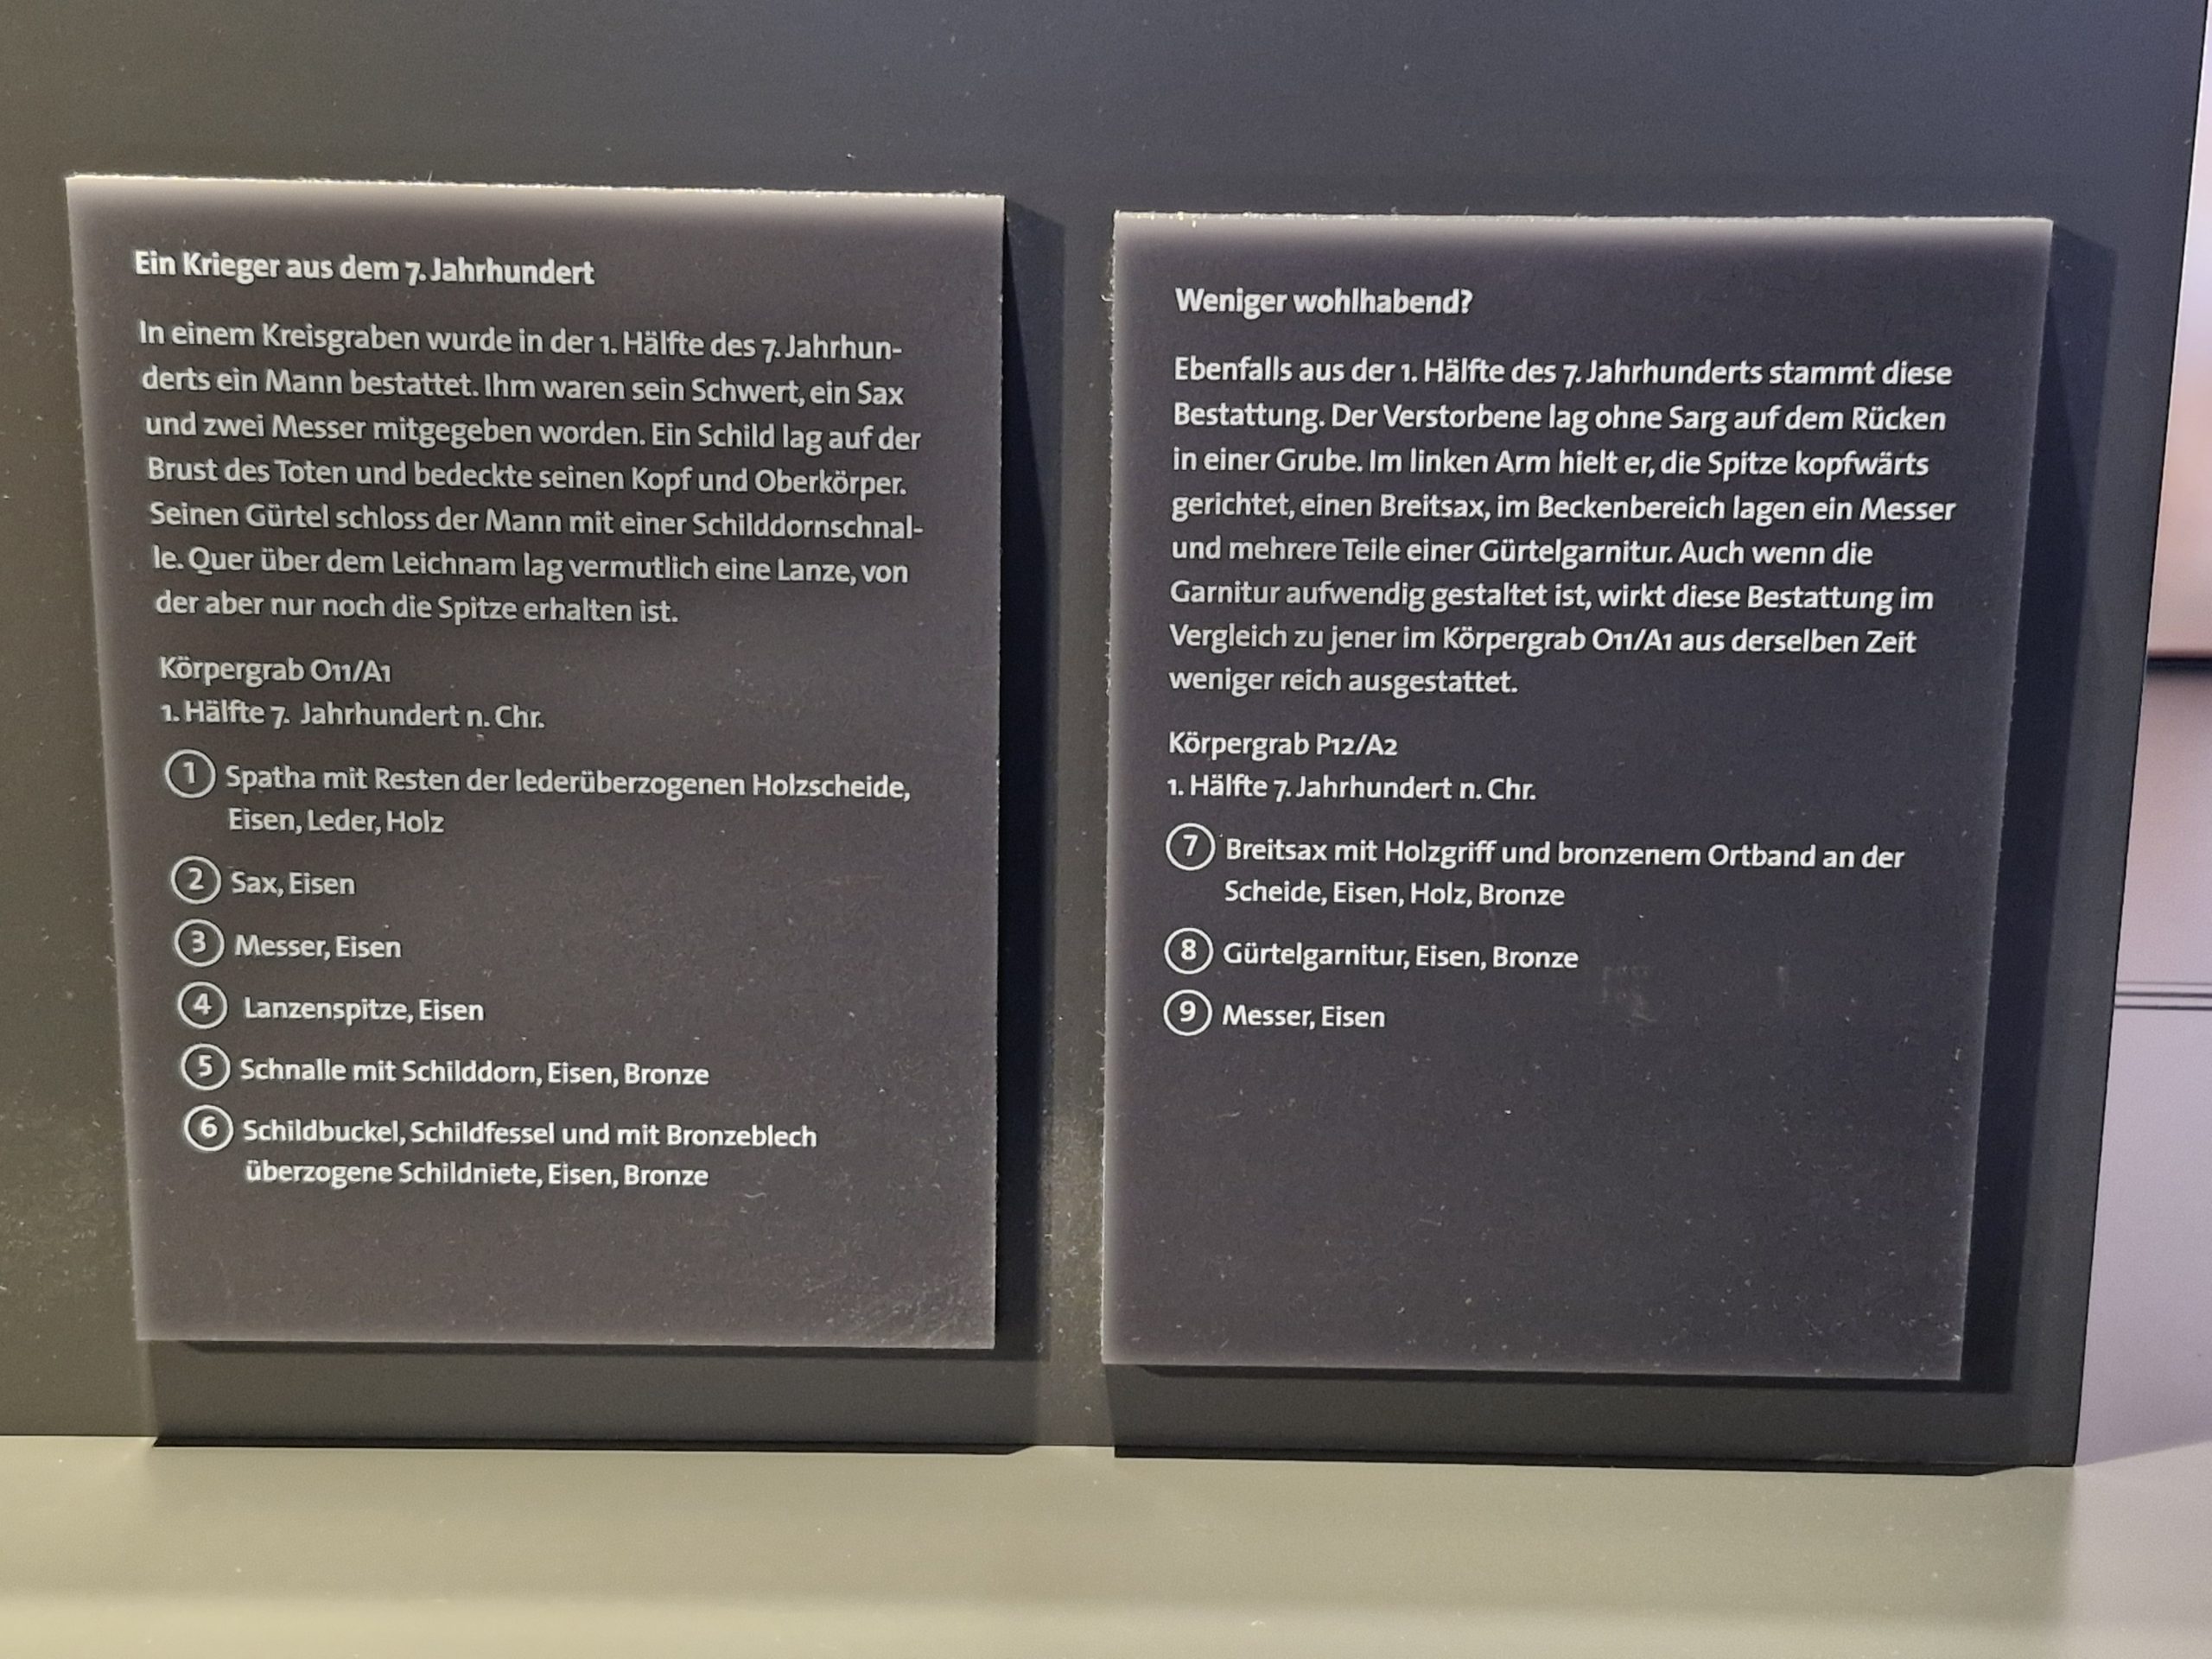 Ein Krieger aus dem 7. Jahrhundert
In einem Kreisgraben wurde in der 1. Hälfte des 7. Jahrhun-
derts ein Mann bestattet. Ihm waren sein Schwert, ein Sax
und zwei Messer mitgegeben worden. Ein Schild lag auf der
Brust des Toten und bedeckte seinen Kopf und Oberkörper.
Seinen Gürtel schloss der Mann mit einer Schilddornschnal-
le. Quer über dem Leichnam lag vermutlich eine Lanze, von
der aber nur noch die Spitze erhalten ist.
Körpergrab O11/A1
1. Hälfte 7. Jahrhundert n. Chr.
1 Spatha mit Resten der lederüberzogenen Holzscheide,
Eisen, Leder, Holz
2 Sax, Eisen
3 Messer, Eisen
4 Lanzenspitze, Eisen
5 Schnalle mit Schilddorn, Eisen, Bronze
6 Schildbuckel, Schildfessel und mit Bronzeblech
überzogene Schildniete, Eisen, Bronze
Weniger wohlhabend?
Ebenfalls aus der 1. Hälfte des 7. Jahrhunderts stammt diese
Bestattung. Der Verstorbene lag ohne Sarg auf dem Rücken
in einer Grube. Im linken Arm hielt er, die Spitze kopfwärts
gerichtet, einen Breitsax, im Beckenbereich lagen ein Messer
und mehrere Teile einer Gürtelgarnitur. Auch wenn die
Garnitur aufwendig gestaltet ist, wirkt diese Bestattung im
Vergleich zu jener im Körpergrab O11/A1 aus derselben Zeit
weniger reich ausgestattet.
Körpergrab P12/A2
1. Hälfte 7. Jahrhundert n. Chr.
7 Breitsax mit Holzgriff und bronzenem Ortband an der
Scheide, Eisen, Holz, Bronze
8 Gürtelgarnitur, Eisen, Bronze
9 Messer, Eisen